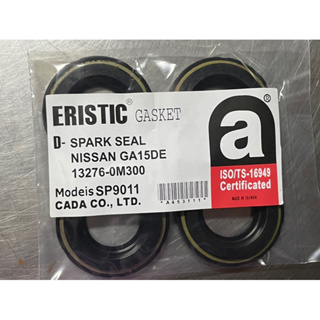 ERISTIC® GASKET
D- SPARK SEAL
NISSAN GA15DE
13276-0M300
Modeis SP9011
CADA CO., LTD.
a
ISO/TS-16949
Certificated
MADE IN TAIWAN
*A453111*